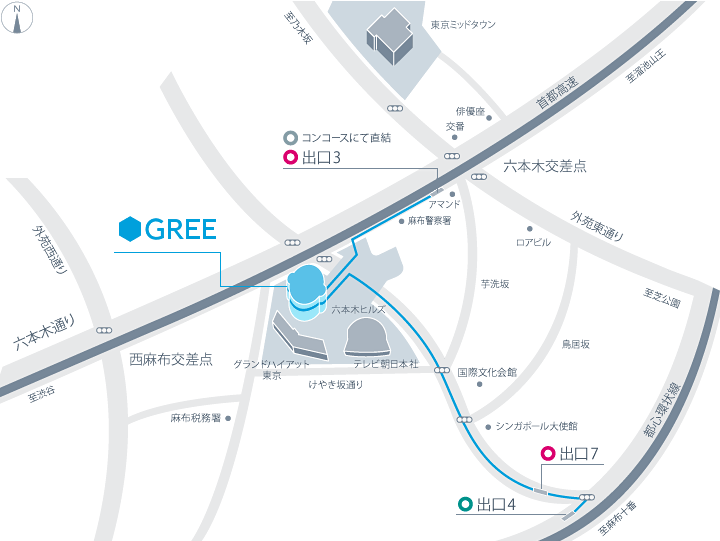 N
至乃木坂
東京ミッドタウン
至溜池山王
首都高速
俳優座
交番
コンコースにて直結
出口3
六本木交差点
アマンド
麻布警察署
外苑東通り
ロアビル
GREE
外苑西通り
芋洗坂
至芝公園
六本木ヒルズ
六本木通り
鳥居坂
西麻布交差点
グランドハイアット
東京
テレビ朝日本社
けやき坂通り
国際文化会館
至渋谷
都心環状線
麻布税務署
シンガポール大使館
出口7
出口4
至麻布十番